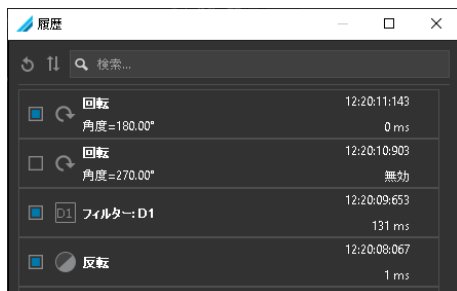 履歴
検索...
回転 12:20:11:143
角度=180.00° 0 ms
回転 12:20:10:903
角度=270.00° 無効
12:20:09:653
D1 フィルター: D1
131 ms
12:20:08:067
反転
1 ms